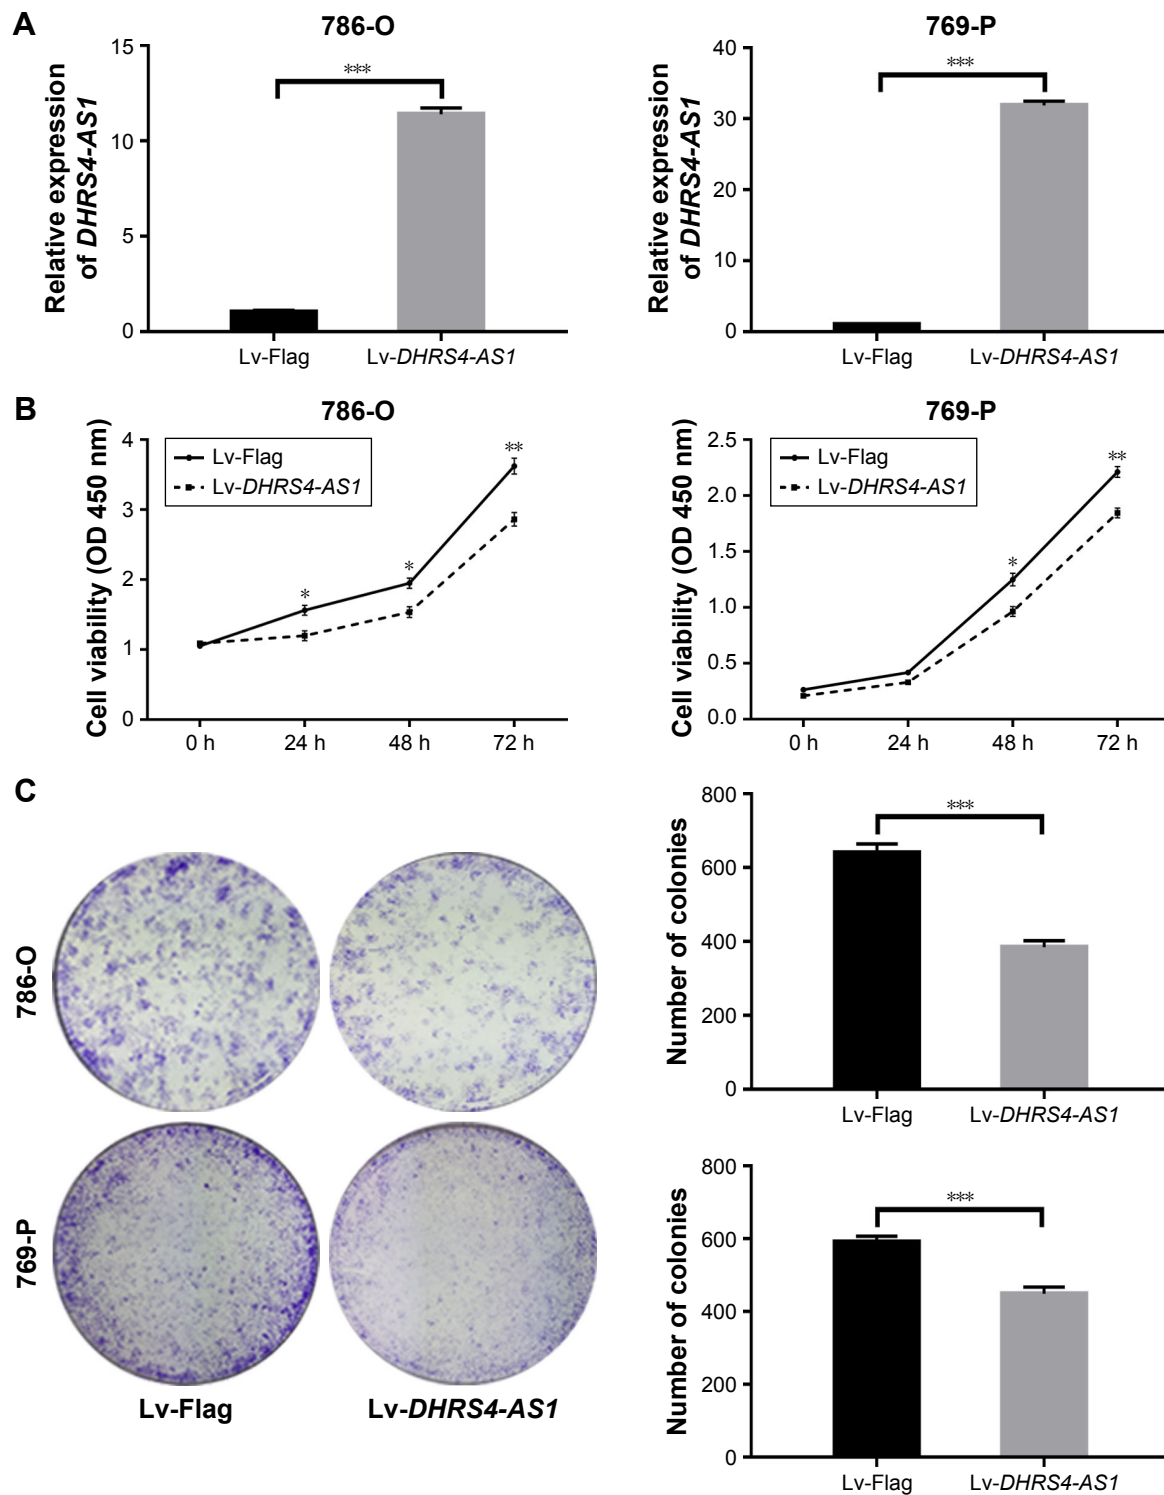 A
786-O
769-P
Relative expression
of DHRS4-AS1
15
10
5
0
***
Lv-Flag
Lv-DHRS4-AS1
Relative expression
of DHRS4-AS1
40
30
20
10
0
***
Lv-Flag
Lv-DHRS4-AS1
B
786-O
769-P
Cell viability (OD 450 nm)
4
3
2
1
0
Lv-Flag
Lv-DHRS4-AS1
*
*
**
0 h
24 h
48 h
72 h
Cell viability (OD 450 nm)
2.5
2.0
1.5
1.0
0.5
0.0
Lv-Flag
Lv-DHRS4-AS1
*
**
0 h
24 h
48 h
72 h
C
786-O
769-P
Lv-Flag
Lv-DHRS4-AS1
Number of colonies
800
600
400
200
0
***
Lv-Flag
Lv-DHRS4-AS1
Number of colonies
800
600
400
200
0
***
Lv-Flag
Lv-DHRS4-AS1